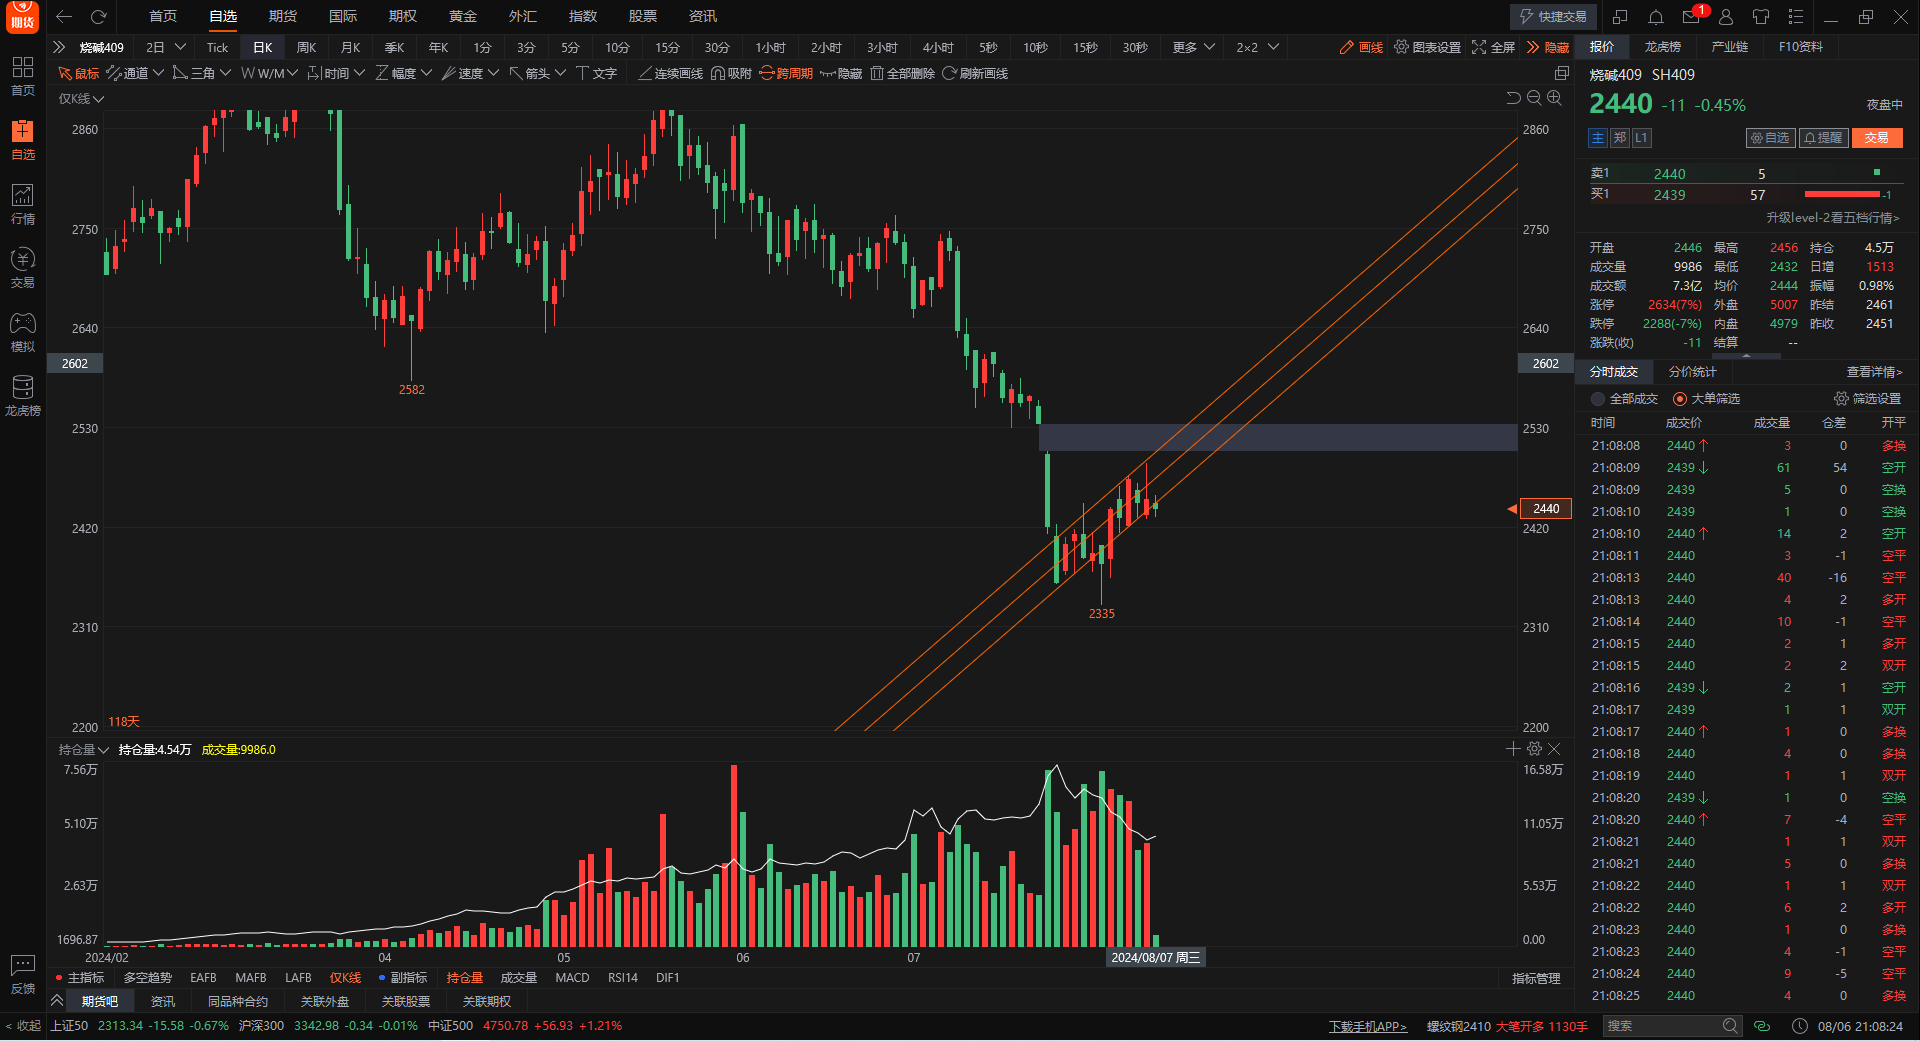 期货 首页 自选 期货 国际 期权 黄金 外汇 指数 股票 资讯 快捷交易 1
烧碱409 2日 Tick 日K 周K 月K 季K 年K 1分 3分 5分 10分 15分 30分 1小时 2小时 3小时 4小时 5秒 10秒 15秒 30秒 更多 2×2 画线 图表设置 全屏 隐藏
鼠标 通道 三角 W/M 时间 幅度 速度 箭头 文字 连续画线 吸附 跨周期 隐藏 全部删除 刷新画线
首页
自选
行情
交易
模拟
龙虎榜
反馈
< 收起
仅K线
2860 2860
2750 2750
2640 2640
2602 2602
2582
2530 2530
2440
2420 2420
2335
2310 2310
2200 2200
118天
持仓量 持仓量:4.54万 成交量:9986.0
7.56万 16.58万
5.10万 11.05万
2.63万 5.53万
1696.87 0.00
2024/02 04 05 06 07 2024/08/07 周三
主指标 多空趋势 EAFB MAFB LAFB 仅K线 副指标 持仓量 成交量 MACD RSI14 DIF1 指标管理
期货吧 资讯 同品种合约 关联外盘 关联股票 关联期权
报价 龙虎榜 产业链 F10资料
烧碱409 SH409
2440 -11 -0.45% 夜盘中
主 郑 L1 自选 提醒 交易
卖1 2440 5
买1 2439 57 -1
升级level-2看五档行情>
开盘 2446 最高 2456 持仓 4.5万
成交量 9986 最低 2432 日增 1513
成交额 7.3亿 均价 2444 振幅 0.98%
涨停 2634(7%) 外盘 5007 昨结 2461
跌停 2288(-7%) 内盘 4979 昨收 2451
涨跌(收) -11 结算 --
分时成交 分价统计 查看详情>
全部成交 大单筛选 筛选设置
时间 成交价 成交量 仓差 开平
21:08:08 2440↑ 3 0 多换
21:08:09 2439↓ 61 54 空开
21:08:09 2439 5 0 空换
21:08:10 2439 1 0 空换
21:08:10 2440↑ 14 2 空开
21:08:11 2440 3 -1 空平
21:08:13 2440 40 -16 空平
21:08:13 2440 4 2 多开
21:08:14 2440 10 -1 空平
21:08:15 2440 2 1 多开
21:08:15 2440 2 2 双开
21:08:16 2439↓ 2 1 空开
21:08:17 2439 1 1 双开
21:08:17 2440↑ 1 0 多换
21:08:18 2440 4 0 多换
21:08:19 2440 1 1 双开
21:08:20 2439↓ 1 0 空换
21:08:20 2440↑ 7 -4 空平
21:08:21 2440 1 1 双开
21:08:21 2440 5 0 多换
21:08:22 2440 1 1 双开
21:08:22 2440 6 2 多开
21:08:23 2440 1 0 多换
21:08:23 2440 4 -1 空平
21:08:24 2440 9 -5 空平
21:08:25 2440 4 0 多换
上证50 2313.34 -15.58 -0.67% 沪深300 3342.98 -0.34 -0.01% 中证500 4750.78 +56.93 +1.21% 下载手机APP> 螺纹钢2410 大笔开多 1130手 搜索 08/06 21:08:24